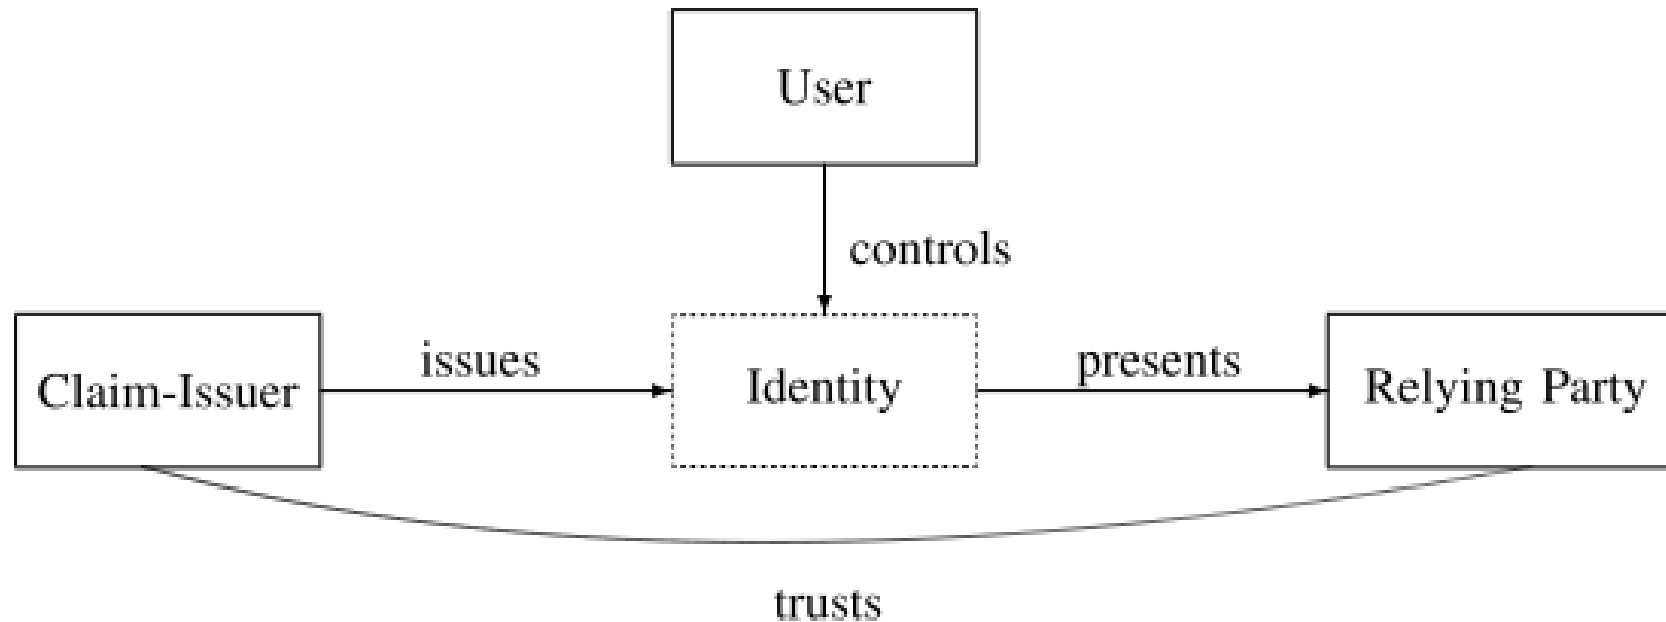 User
controls
issues
presents
Claim-Issuer
Identity
Relying Party
trusts